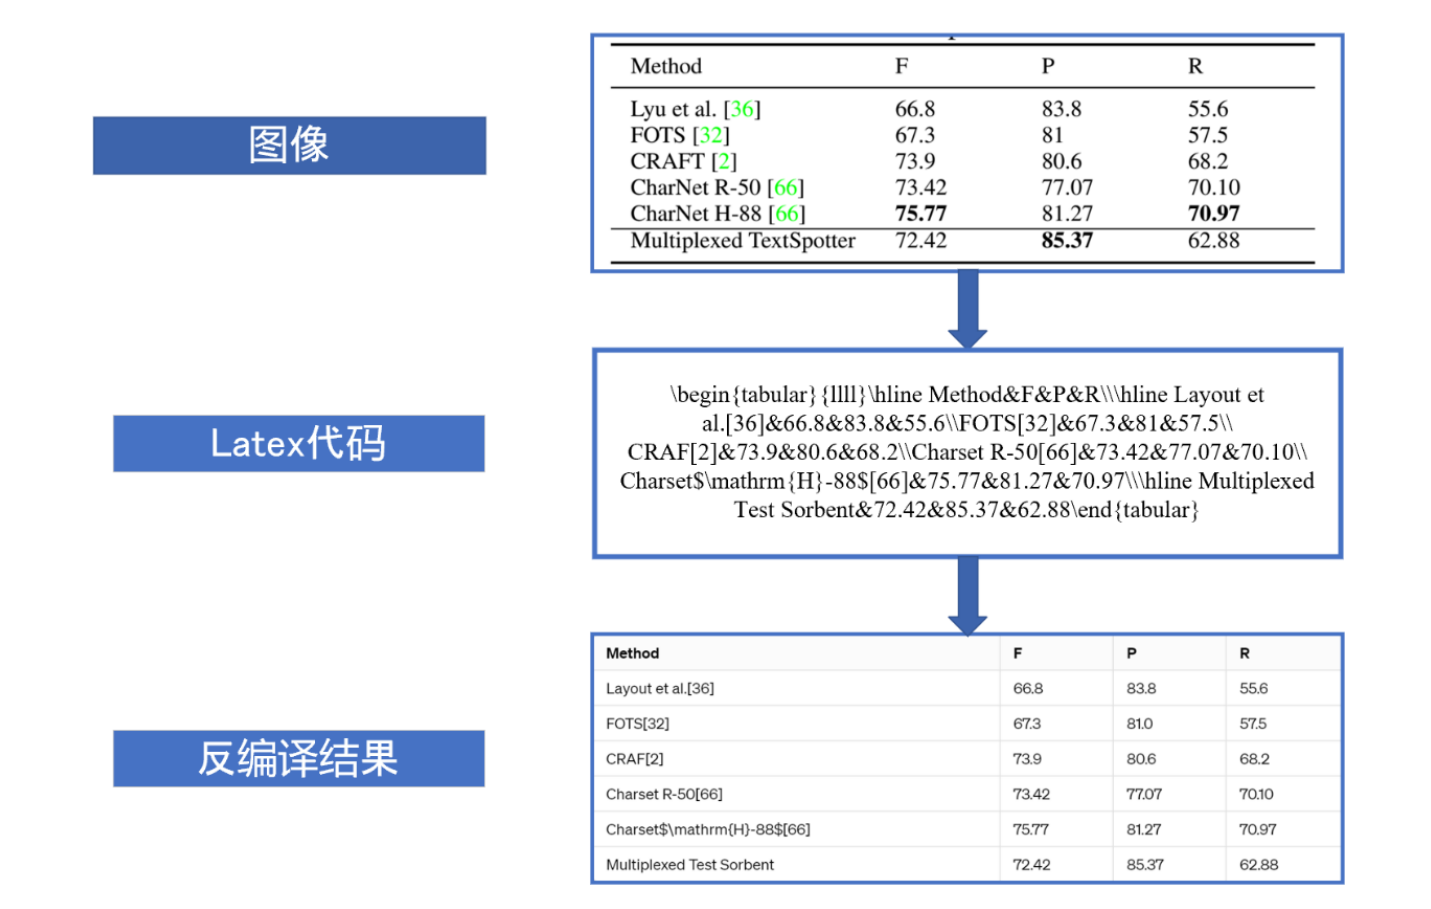 图像
Method F P R
Lyu et al. [36] 66.8 83.8 55.6
FOTS [32] 67.3 81 57.5
CRAFT [2] 73.9 80.6 68.2
CharNet R-50 [66] 73.42 77.07 70.10
CharNet H-88 [66] 75.77 81.27 70.97
Multiplexed TextSpotter 72.42 85.37 62.88
Latex代码
\begin{tabular}{llll}\hline Method&F&P&R\\\hline Layout et
al.[36]&66.8&83.8&55.6\\FOTS[32]&67.3&81&57.5\\
CRAF[2]&73.9&80.6&68.2\\Charset R-50[66]&73.42&77.07&70.10\\
Charset$\mathrm{H}-88$[66]&75.77&81.27&70.97\\\hline Multiplexed
Test Sorbent&72.42&85.37&62.88\end{tabular}
反编译结果
Method F P R
Layout et al.[36] 66.8 83.8 55.6
FOTS[32] 67.3 81.0 57.5
CRAF[2] 73.9 80.6 68.2
Charset R-50[66] 73.42 77.07 70.10
Charset$\mathrm{H}-88$[66] 75.77 81.27 70.97
Multiplexed Test Sorbent 72.42 85.37 62.88